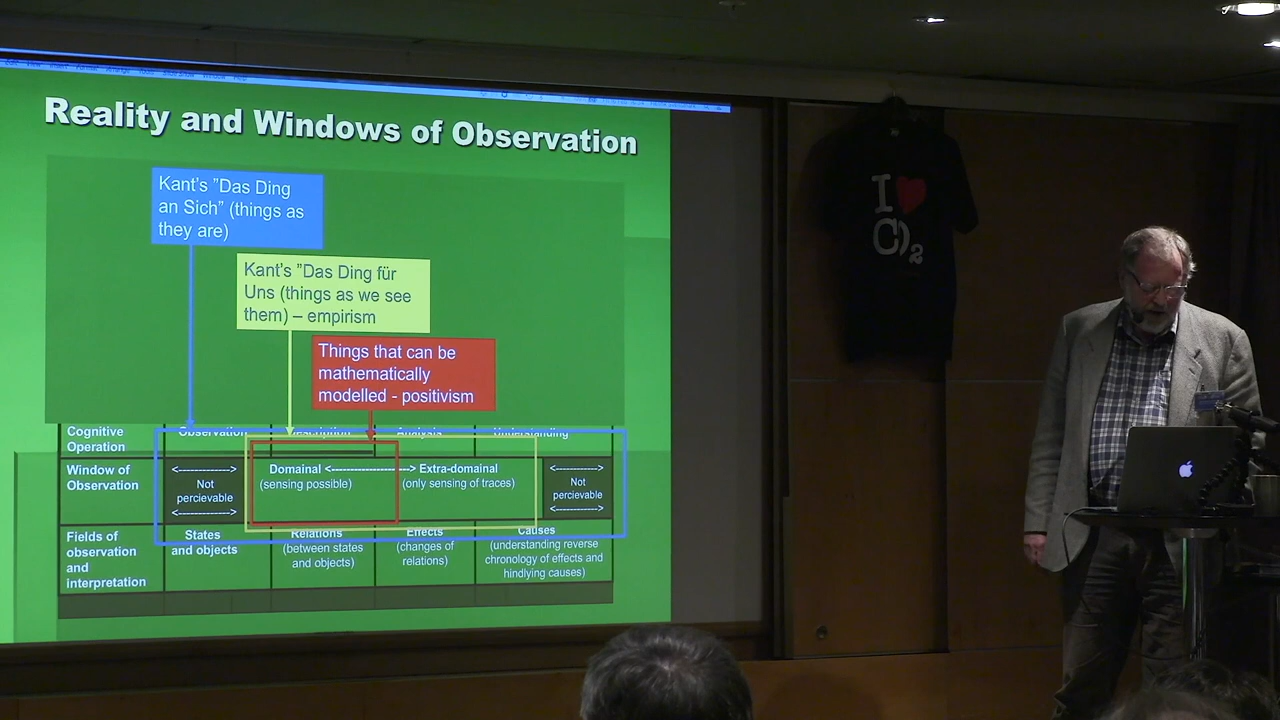 Reality and Windows of Observation
Kant's "Das Ding
an Sich" (things as
they are)
Kant's "Das Ding für
Uns (things as we see
them) – empirism
Things that can be
mathematically
modelled - positivism
Cognitive
Operation
Observation
Description
Analysis
Understanding
Window of
Observation
<------------>
Not
percievable
<------------>
Domainal <----------------> Extra-domainal
(sensing possible)
(only sensing of traces)
<---------->
Not
percievable
<---------->
Fields of
observation
and
interpretation
States
and objects
Relations
(between states
and objects)
Effects
(changes of
relations)
Causes
(understanding reverse
chronology of effects and
hindlying causes)
I ♥
C)2